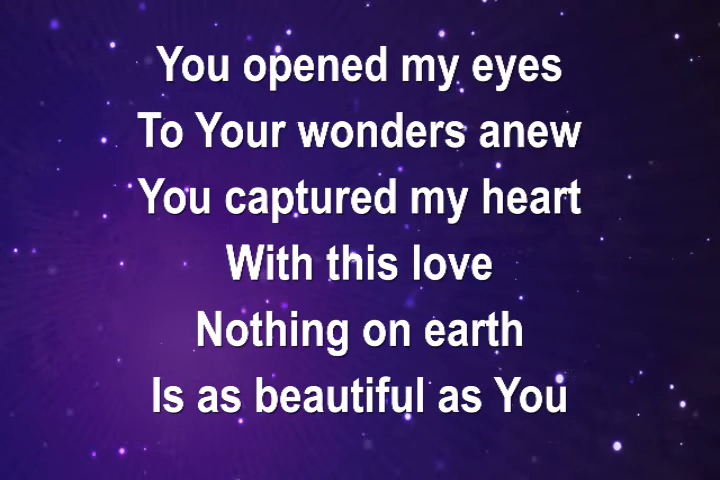 You opened my eyes
To Your wonders anew
You captured my heart
With this love
Nothing on earth
Is as beautiful as You